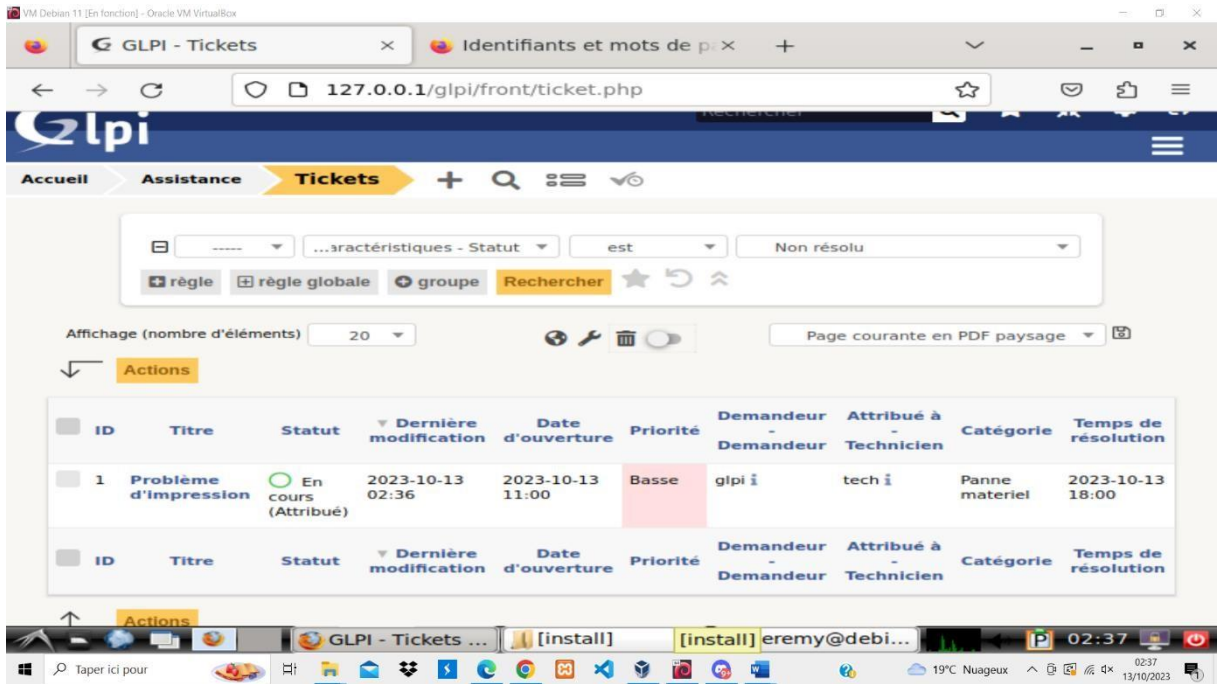 VM Debian 11 [En fonction] - Oracle VM VirtualBox
GLPI - Tickets
Identifiants et mots de pa
127.0.0.1/glpi/front/ticket.php
Glpi
Rechercher
Accueil
Assistance
Tickets
-----
...aractéristiques - Statut
est
Non résolu
règle
règle globale
groupe
Rechercher
Affichage (nombre d'éléments)
20
Page courante en PDF paysage
Actions
ID Titre Statut Dernière modification Date d'ouverture Priorité Demandeur - Demandeur Attribué à - Technicien Catégorie Temps de résolution
1 Problème d'impression En cours (Attribué) 2023-10-13 02:36 2023-10-13 11:00 Basse glpi i tech i Panne materiel 2023-10-13 18:00
ID Titre Statut Dernière modification Date d'ouverture Priorité Demandeur - Demandeur Attribué à - Technicien Catégorie Temps de résolution
Actions
GLPI - Tickets ...
[install]
[install]
eremy@debi...
P
02:37
Taper ici pour
19°C Nuageux
02:37
13/10/2023